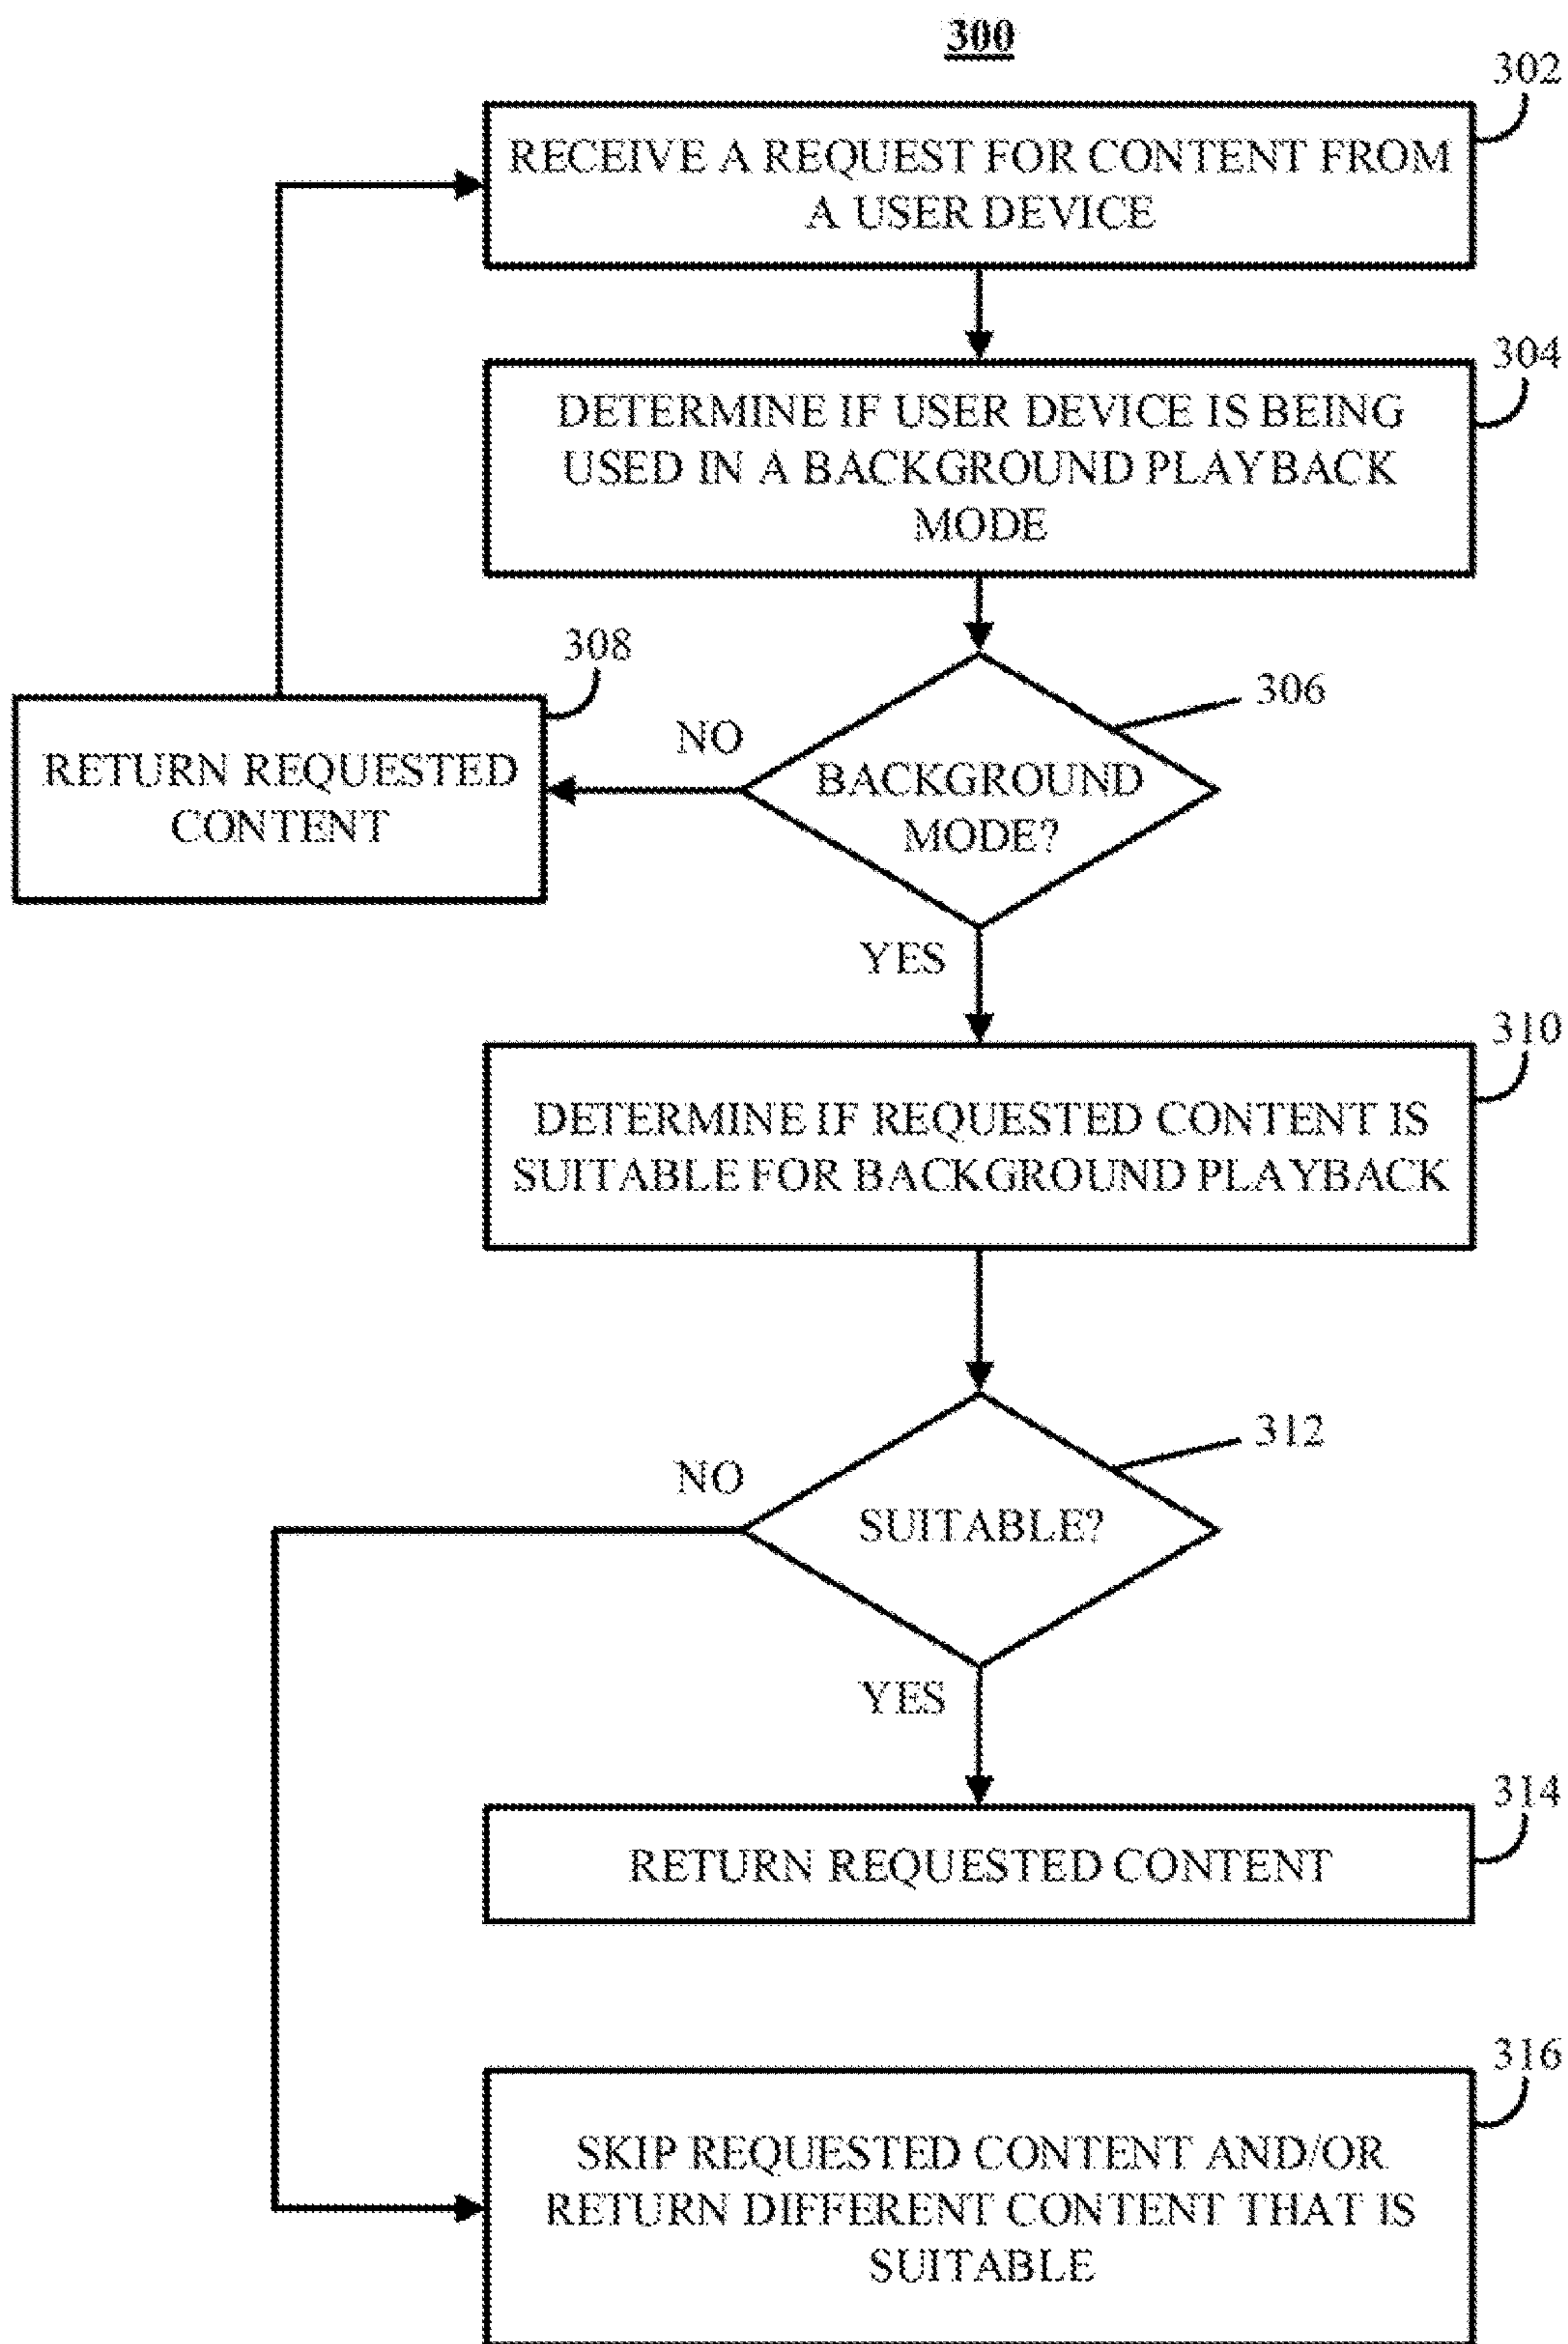 300
302
RECEIVE A REQUEST FOR CONTENT FROM
A USER DEVICE
304
DETERMINE IF USER DEVICE IS BEING
USED IN A BACKGROUND PLAYBACK
MODE
308
306
NO
BACKGROUND
MODE?
RETURN REQUESTED
CONTENT
YES
310
DETERMINE IF REQUESTED CONTENT IS
SUITABLE FOR BACKGROUND PLAYBACK
312
NO
SUITABLE?
YES
314
RETURN REQUESTED CONTENT
316
SKIP REQUESTED CONTENT AND/OR
RETURN DIFFERENT CONTENT THAT IS
SUITABLE